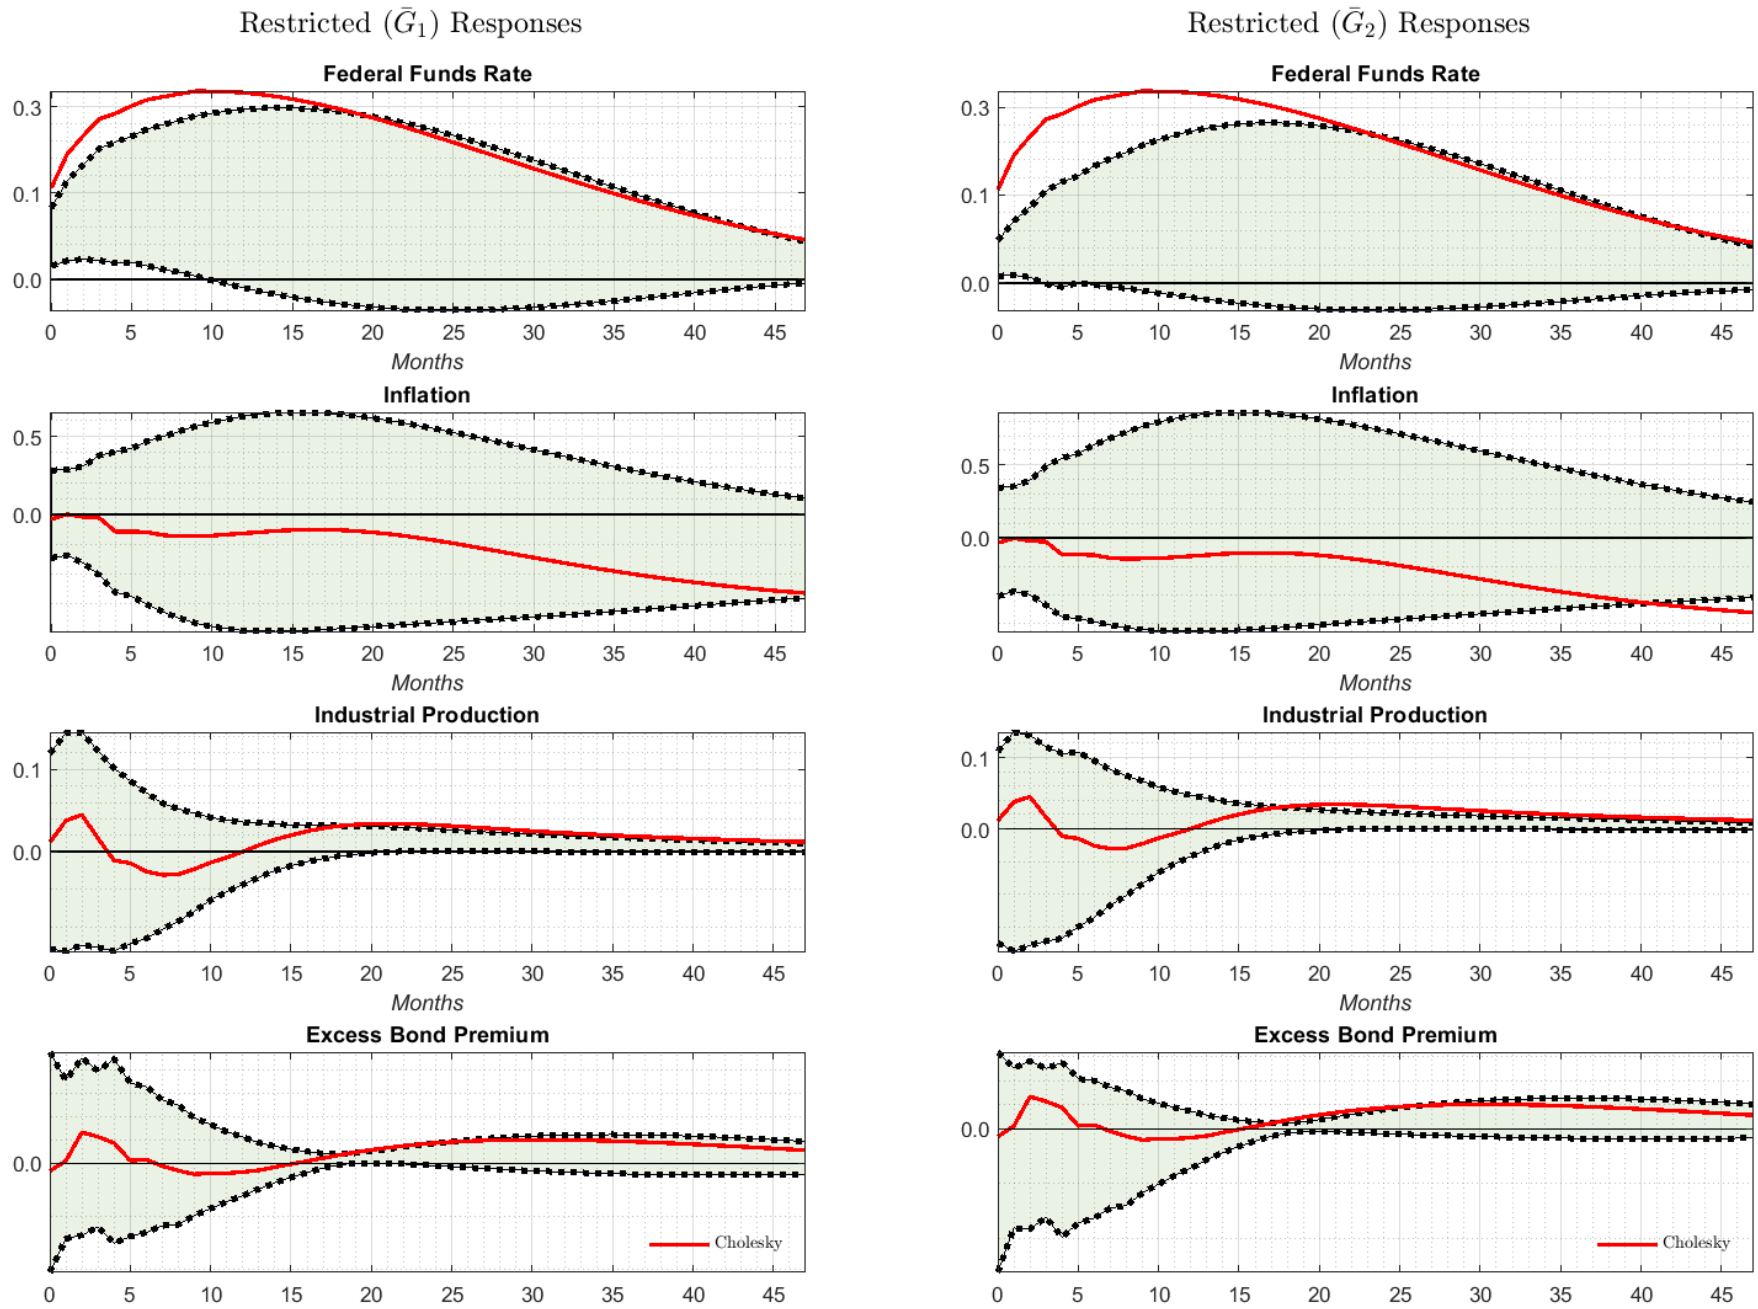 Restricted (Ḡ₁) Responses
Federal Funds Rate
0.3
0.1
0.0
0 5 10 15 20 25 30 35 40 45
Months
Inflation
0.5
0.0
0 5 10 15 20 25 30 35 40 45
Months
Industrial Production
0.1
0.0
0 5 10 15 20 25 30 35 40 45
Months
Excess Bond Premium
0.0
Cholesky
0 5 10 15 20 25 30 35 40 45
Restricted (Ḡ₂) Responses
Federal Funds Rate
0.3
0.1
0.0
0 5 10 15 20 25 30 35 40 45
Months
Inflation
0.5
0.0
0 5 10 15 20 25 30 35 40 45
Months
Industrial Production
0.1
0.0
0 5 10 15 20 25 30 35 40 45
Months
Excess Bond Premium
0.0
Cholesky
0 5 10 15 20 25 30 35 40 45